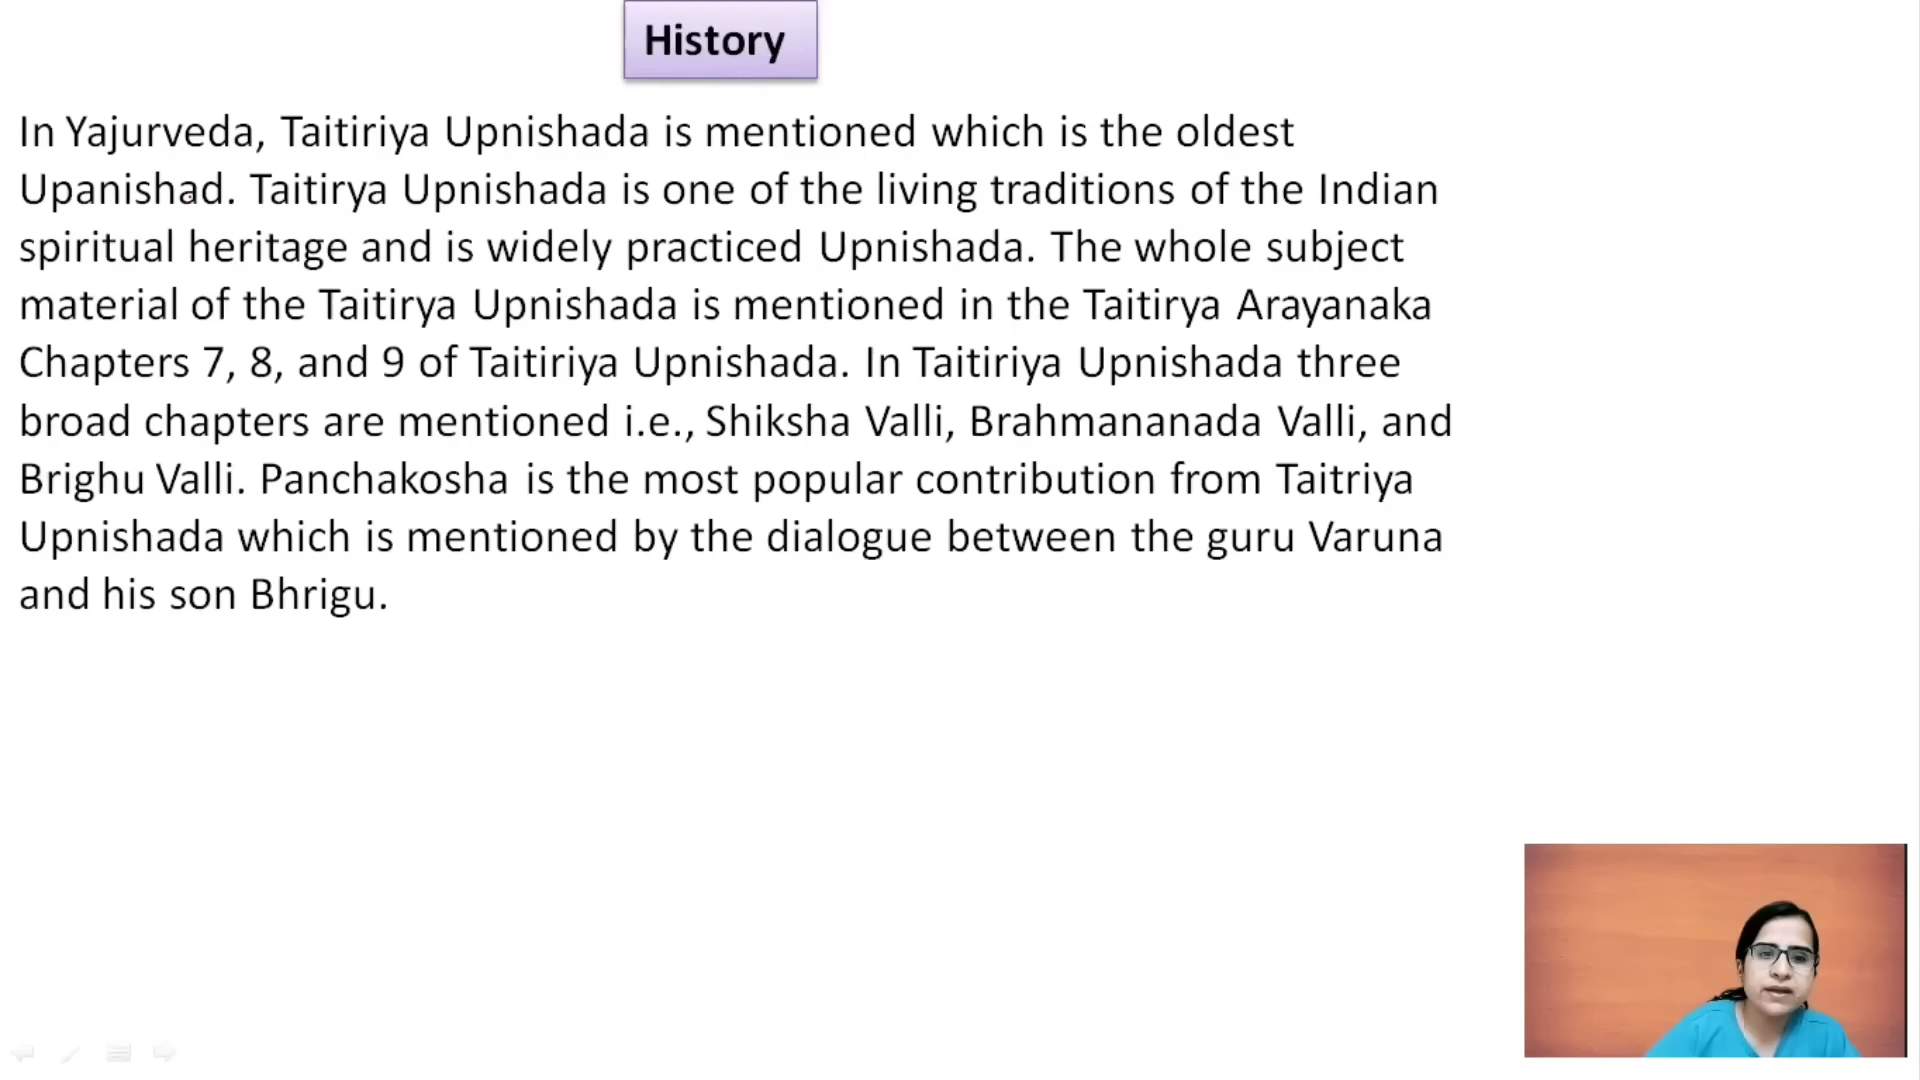 History
In Yajurveda, Taitiriya Upnishada is mentioned which is the oldest
Upanishad. Taitirya Upnishada is one of the living traditions of the Indian
spiritual heritage and is widely practiced Upnishada. The whole subject
material of the Taitirya Upnishada is mentioned in the Taitirya Arayanaka
Chapters 7, 8, and 9 of Taitiriya Upnishada. In Taitiriya Upnishada three
broad chapters are mentioned i.e., Shiksha Valli, Brahmananada Valli, and
Brighu Valli. Panchakosha is the most popular contribution from Taitriya
Upnishada which is mentioned by the dialogue between the guru Varuna
and his son Bhrigu.